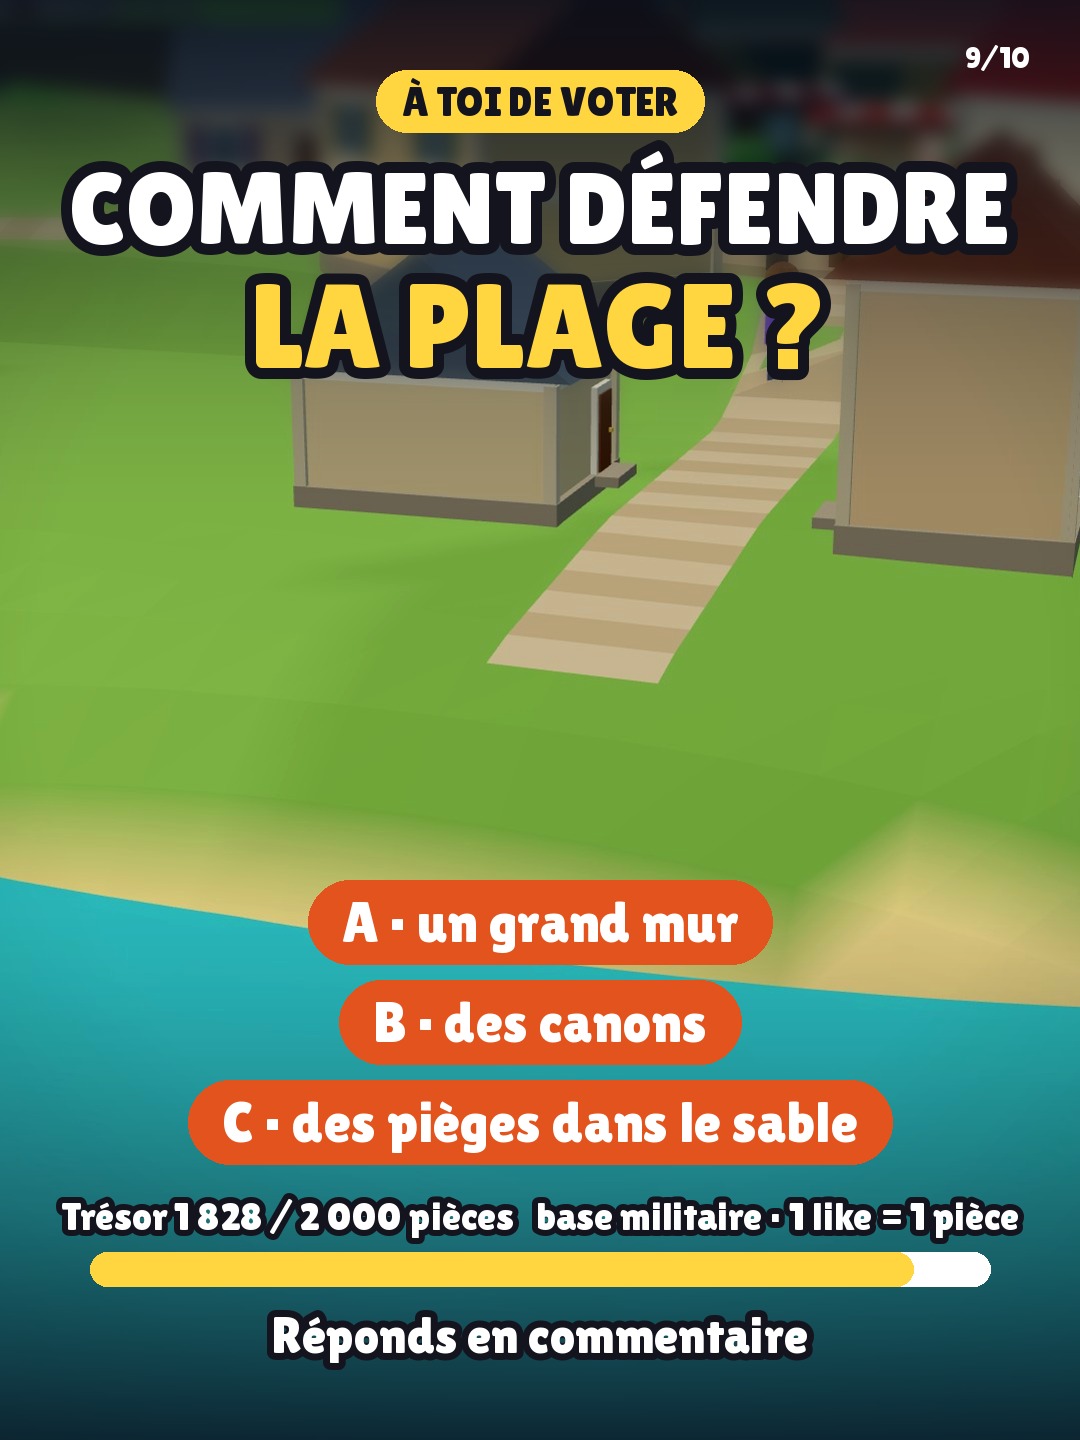 9/10
À TOI DE VOTER
COMMENT DÉFENDRE
LA PLAGE ?
A · un grand mur
B · des canons
C · des pièges dans le sable
Trésor 1 828 / 2 000 pièces base militaire · 1 like = 1 pièce
Réponds en commentaire